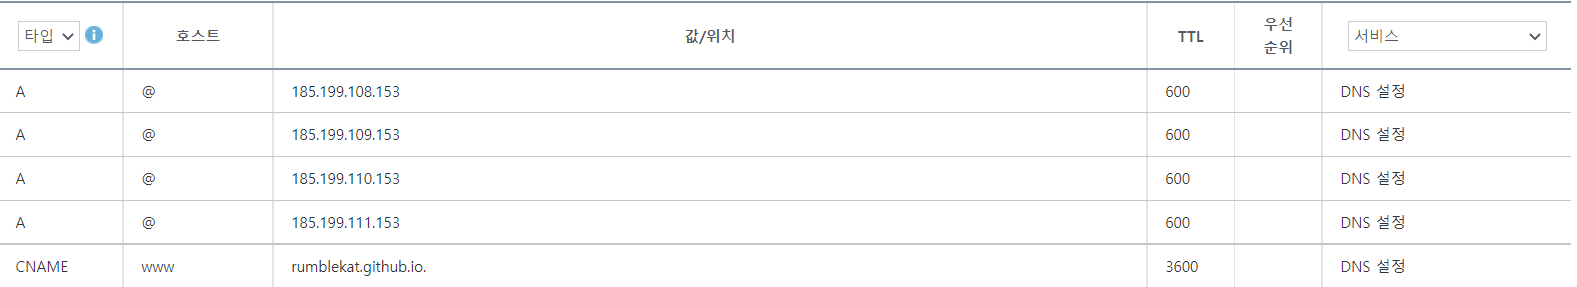 타입 호스트 값/위치 TTL 우선 순위 서비스
A @ 185.199.108.153 600 DNS 설정
A @ 185.199.109.153 600 DNS 설정
A @ 185.199.110.153 600 DNS 설정
A @ 185.199.111.153 600 DNS 설정
CNAME www rumblekat.github.io. 3600 DNS 설정